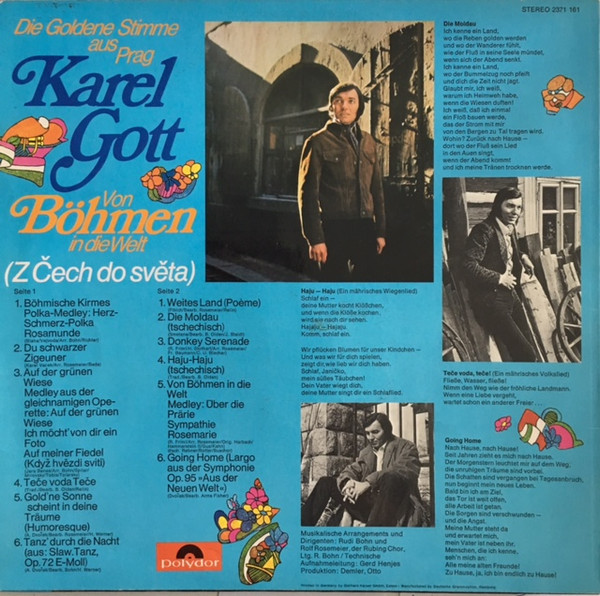 STEREO 2371 161
Die Goldene Stimme
aus
Prag
Karel
Gott
Von
Böhmen
in die Welt
(Z Čech do světa)
Seite 1
1. Böhmische Kirmes
Polka-Medley: Herz-
Schmerz-Polka
Rosamunde
2. Du schwarzer
Zigeuner
3. Auf der grünen
Wiese
Medley aus der
gleichnamigen Ope-
rette: Auf der grünen
Wiese
Ich möcht' von dir ein
Foto
Auf meiner Fiedel
(Když hvězdi svíti)
4. Teče voda Teče
5. Gold'ne Sonne
scheint in deine
Träume
(Humoresque)
6. Tanz' durch die Nacht
(aus: Slaw. Tanz,
Op. 72 E-Moll)
Seite 2
1. Weites Land (Poème)
2. Die Moldau
(tschechisch)
3. Donkey Serenade
4. Haju-Haju
(tschechisch)
5. Von Böhmen in die
Welt
Medley: Über die
Prärie
Sympathie
Rosemarie
6. Going Home (Largo
aus der Symphonie
Op. 95 »Aus der
Neuen Welt«)
polydor
Haju – Haju (Ein mährisches Wiegenlied)
Schlaf ein –
deine Mutter kocht Klößchen,
und wenn die Klöße kochen,
wird sie nach dir sehen.
Hajaju – Hajaju
Komm, schlaf ein.
Wir pflücken Blumen für unser Kindchen –
Und was wir für dich spielen,
zeigt dir, wie lieb wir dich haben.
Schlaf, Janička,
mein süßes Täubchen!
Dein Vater wiegt dich,
deine Mutter singt dir ein Schlaflied.
Musikalische Arrangements und
Dirigenten: Rudi Bohn und
Rolf Rosemeier, der Rubing Chor,
Ltg. R. Bohn / Technische
Aufnahmeleitung: Gerd Henjes
Produktion: Demler, Otto
Die Moldau
Ich kenne ein Land,
wo die Reben golden werden
und wo der Wanderer fühlt,
wie der Fluß in seine Seele mündet,
wenn sich der Abend senkt.
Ich kenne ein Land,
wo der Bummelzug noch pfeift
und dich die Zeit nicht jagt.
Glaubt mir, ich weiß,
warum ich Heimweh habe,
wenn die Wiesen duften!
Ich weiß, daß ich einmal
ein Floß bauen werde,
das der Strom mit mir
von den Bergen zu Tal tragen wird.
Wohin? Zurück nach Hause –
dort wo der Fluß sein Lied
in den Auen singt,
wenn der Abend kommt
und ich meine Tränen trocknen werde.
Teče voda, teče! (Ein mährisches Volkslied)
Fließe, Wasser, fließe!
Nimm den Weg wie der fröhliche Landmann.
Wenn eine Liebe vergeht,
wartet schon ein anderer Freier . . .
Going Home
Nach Hause, nach Hause!
Seit Jahren zieht es mich nach Hause.
Der Morgenstern leuchtet mir auf dem Weg;
die unruhigen Träume sind vorbei.
Die Schatten sind vergangen bei Tagesanbruch,
nun beginnt mein neues Leben.
Bald bin ich am Ziel,
das Tor ist weit offen,
alle Arbeit ist getan.
Die Sorgen sind verschwunden –
und die Angst.
Meine Mutter steht da
und erwartet mich,
mein Vater ist neben ihr.
Menschen, die ich kenne,
seh'n mich an:
Alle meine alten Freunde!
Zu Hause, ja, ich bin endlich zu Hause!